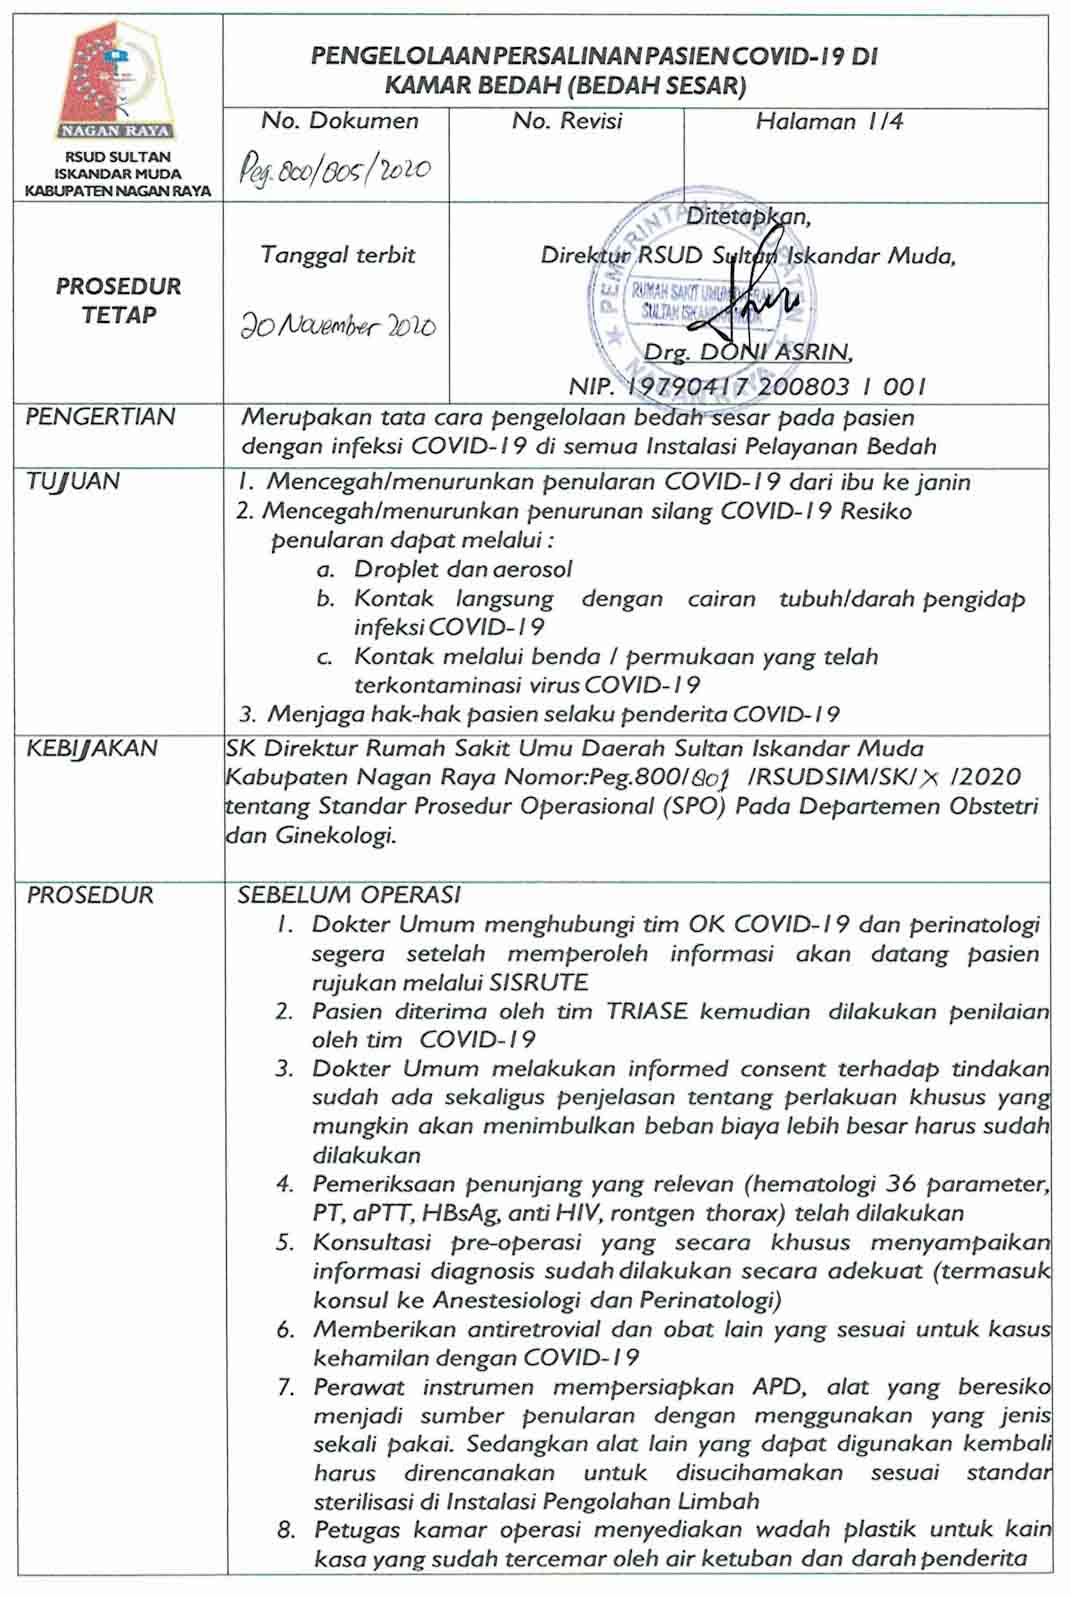 PENGELOLAAN PERSALINAN PASIEN COVID-19 DI
KAMAR BEDAH (BEDAH SESAR)
NAGAN RAYA
RSUD SULTAN
ISKANDAR MUDA
KABUPATEN NAGAN RAYA
No. Dokumen
No. Revisi
Halaman 1/4
Peg.800/805/2020
PROSEDUR
TETAP
Tanggal terbit
20 November 2020
Ditetapkan,
Direktur RSUD Sultan Iskandar Muda,
PEMERINTAH KABUPATEN
RUMAH SAKIT UMUM DAERAH
SULTAN ISKANDAR MUDA
NAGAN RAYA
Drg. DONI ASRIN,
NIP. 19790417 200803 1 001
PENGERTIAN
Merupakan tata cara pengelolaan bedah sesar pada pasien
dengan infeksi COVID-19 di semua Instalasi Pelayanan Bedah
TUJUAN
1. Mencegah/menurunkan penularan COVID-19 dari ibu ke janin
2. Mencegah/menurunkan penurunan silang COVID-19 Resiko
penularan dapat melalui :
a. Droplet dan aerosol
b. Kontak langsung dengan cairan tubuh/darah pengidap
infeksi COVID-19
c. Kontak melalui benda / permukaan yang telah
terkontaminasi virus COVID-19
3. Menjaga hak-hak pasien selaku penderita COVID-19
KEBIJAKAN
SK Direktur Rumah Sakit Umu Daerah Sultan Iskandar Muda
Kabupaten Nagan Raya Nomor:Peg.800/801 /RSUDSIM/SK/X /2020
tentang Standar Prosedur Operasional (SPO) Pada Departemen Obstetri
dan Ginekologi.
PROSEDUR
SEBELUM OPERASI
1. Dokter Umum menghubungi tim OK COVID-19 dan perinatologi
segera setelah memperoleh informasi akan datang pasien
rujukan melalui SISRUTE
2. Pasien diterima oleh tim TRIASE kemudian dilakukan penilaian
oleh tim COVID-19
3. Dokter Umum melakukan informed consent terhadap tindakan
sudah ada sekaligus penjelasan tentang perlakuan khusus yang
mungkin akan menimbulkan beban biaya lebih besar harus sudah
dilakukan
4. Pemeriksaan penunjang yang relevan (hematologi 36 parameter,
PT, aPTT, HBsAg, anti HIV, rontgen thorax) telah dilakukan
5. Konsultasi pre-operasi yang secara khusus menyampaikan
informasi diagnosis sudah dilakukan secara adekuat (termasuk
konsul ke Anestesiologi dan Perinatologi)
6. Memberikan antiretrovial dan obat lain yang sesuai untuk kasus
kehamilan dengan COVID-19
7. Perawat instrumen mempersiapkan APD, alat yang beresiko
menjadi sumber penularan dengan menggunakan yang jenis
sekali pakai. Sedangkan alat lain yang dapat digunakan kembali
harus direncanakan untuk disucihamakan sesuai standar
sterilisasi di Instalasi Pengolahan Limbah
8. Petugas kamar operasi menyediakan wadah plastik untuk kain
kasa yang sudah tercemar oleh air ketuban dan darah penderita